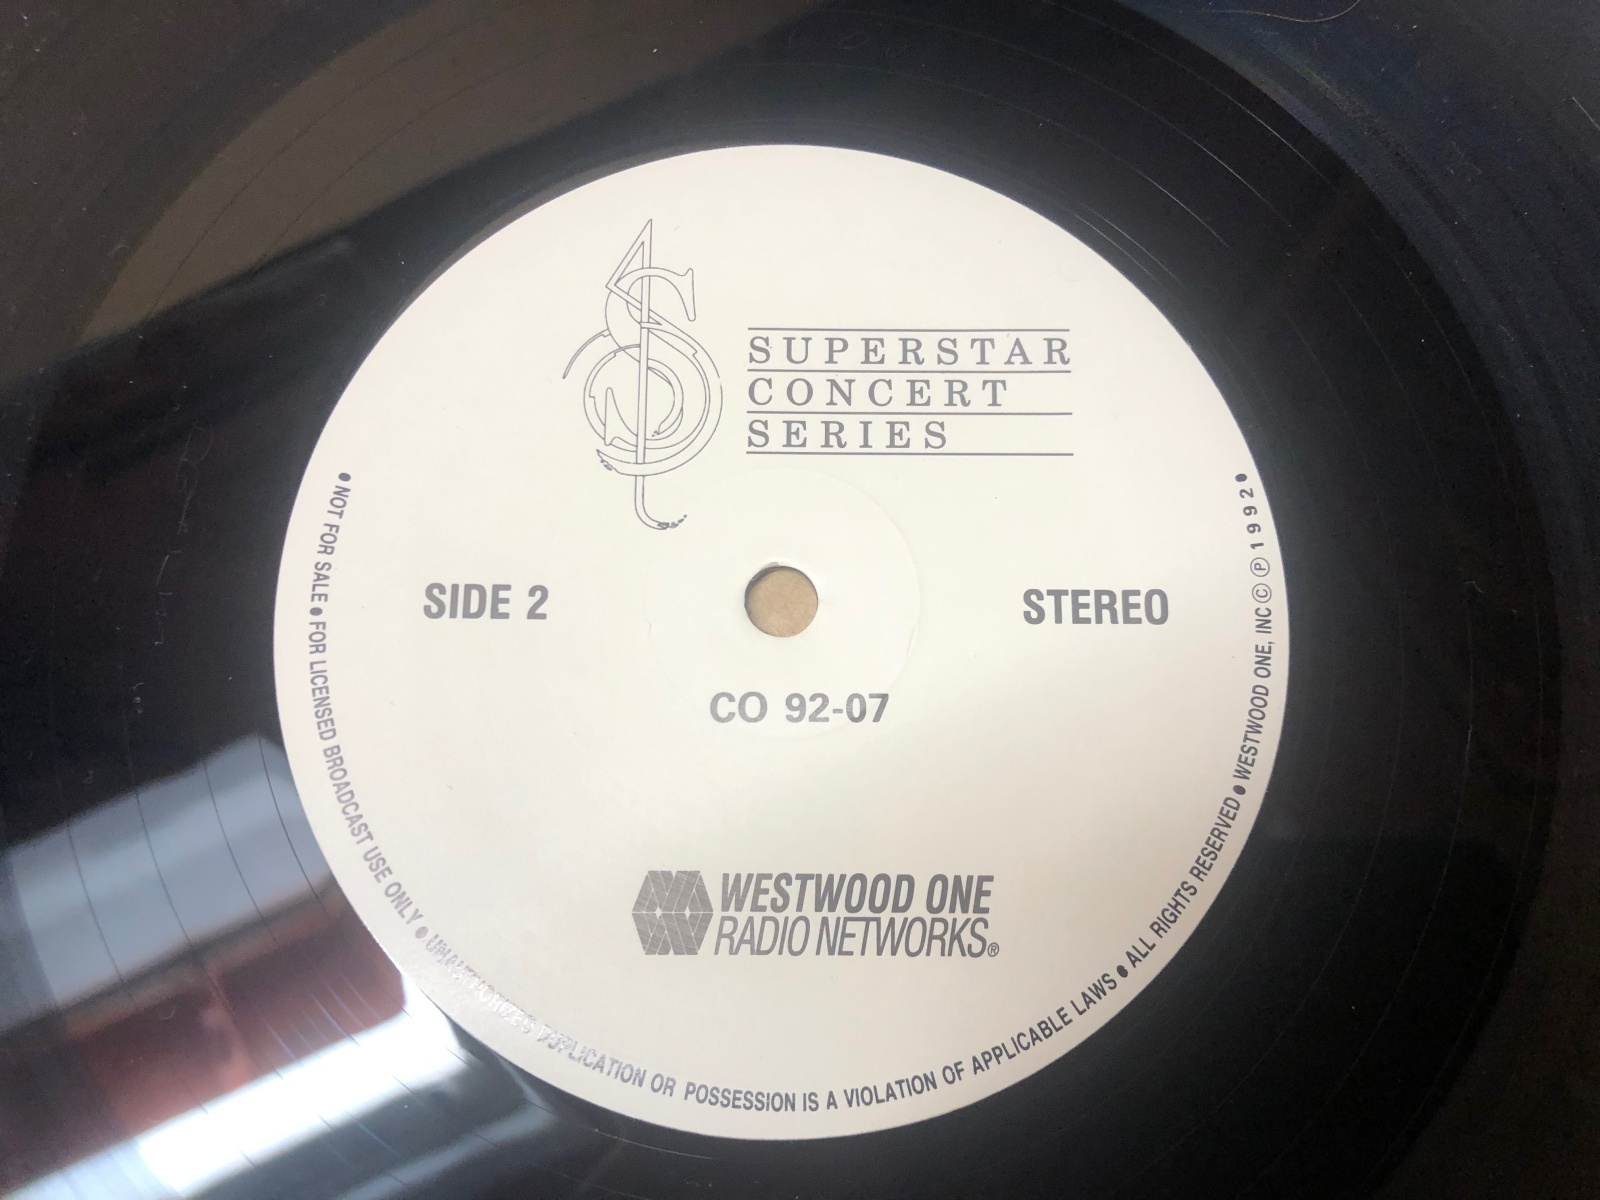 SUPERSTAR
CONCERT
SERIES
SIDE 2
STEREO
CO 92-07
WESTWOOD ONE
RADIO NETWORKS®
● NOT FOR SALE ● FOR LICENSED BROADCAST USE ONLY ● UNAUTHORIZED DUPLICATION OR POSSESSION IS A VIOLATION OF APPLICABLE LAWS ● ALL RIGHTS RESERVED ● WESTWOOD ONE, INC © ℗ 1992 ●